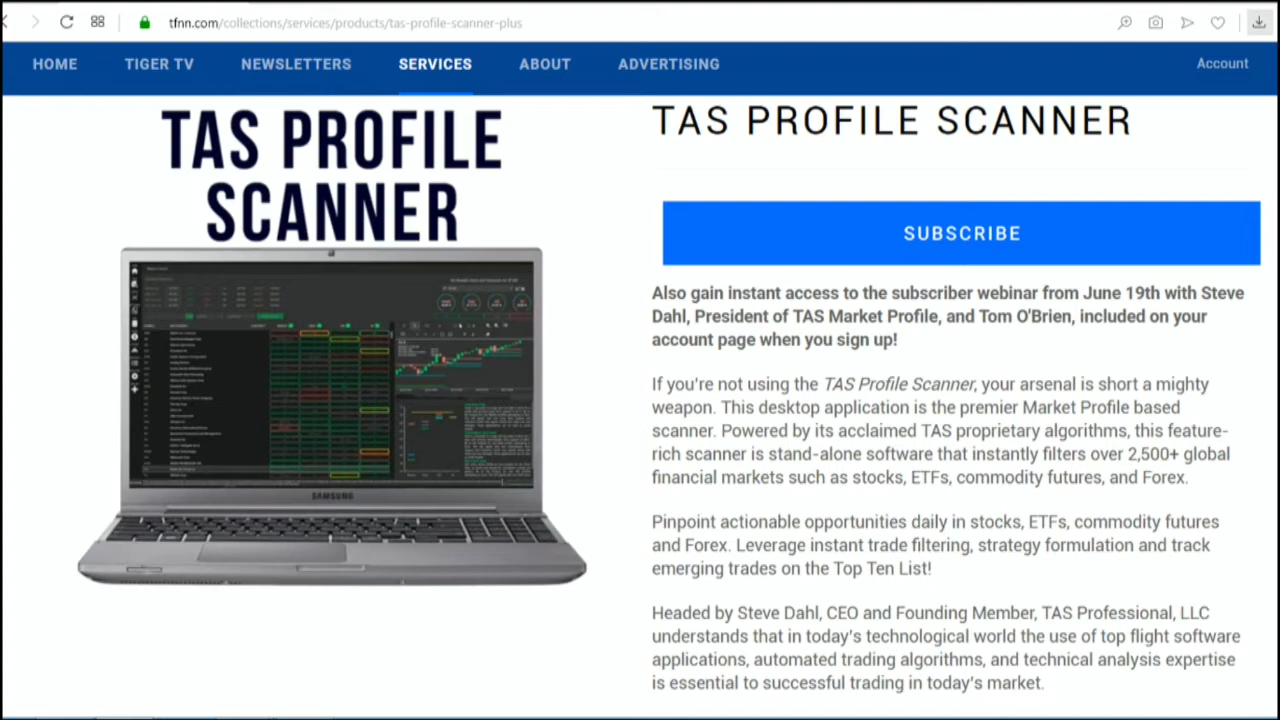 tfnn.com/collections/services/products/tas-profile-scanner-plus
HOME TIGER TV NEWSLETTERS SERVICES ABOUT ADVERTISING Account
TAS PROFILE
SCANNER
SAMSUNG
TAS PROFILE SCANNER
SUBSCRIBE
Also gain instant access to the subscriber webinar from June 19th with Steve
Dahl, President of TAS Market Profile, and Tom O'Brien, included on your
account page when you sign up!
If you're not using the TAS Profile Scanner, your arsenal is short a mighty
weapon. This desktop application is the premier Market Profile based
scanner. Powered by its acclaimed TAS proprietary algorithms, this feature-
rich scanner is stand-alone software that instantly filters over 2,500+ global
financial markets such as stocks, ETFs, commodity futures, and Forex.
Pinpoint actionable opportunities daily in stocks, ETFs, commodity futures
and Forex. Leverage instant trade filtering, strategy formulation and track
emerging trades on the Top Ten List!
Headed by Steve Dahl, CEO and Founding Member, TAS Professional, LLC
understands that in today's technological world the use of top flight software
applications, automated trading algorithms, and technical analysis expertise
is essential to successful trading in today's market.